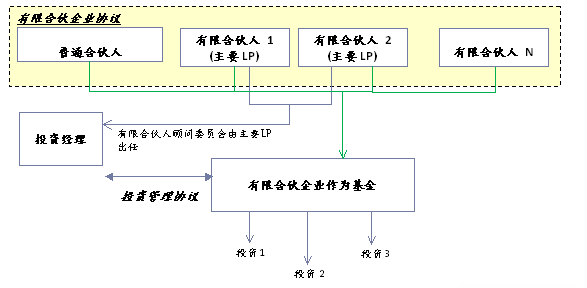 有限合伙企业协议
普通合伙人
有限合伙人 1
(主要LP)
有限合伙人 2
(主要LP)
有限合伙人 N
投资经理
有限合伙人顾问委员会由主要LP
出任
投资管理协议
有限合伙企业作为基金
投资1
投资 2
投资3